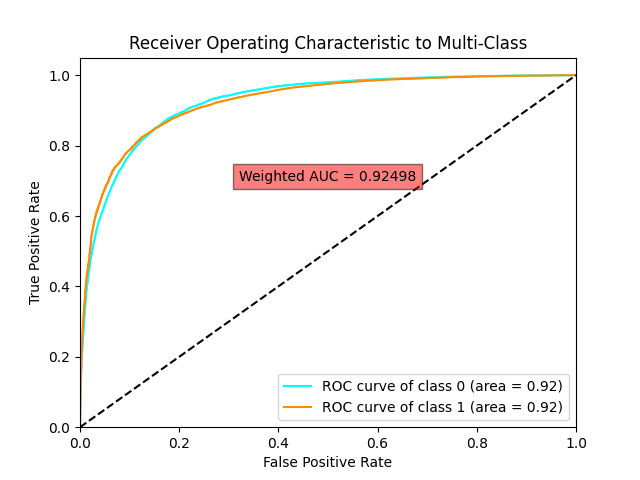 Receiver Operating Characteristic to Multi-Class
1.0
0.8
0.6
0.4
0.2
0.0
True Positive Rate
Weighted AUC = 0.92498
ROC curve of class 0 (area = 0.92)
ROC curve of class 1 (area = 0.92)
0.0 0.2 0.4 0.6 0.8 1.0
False Positive Rate